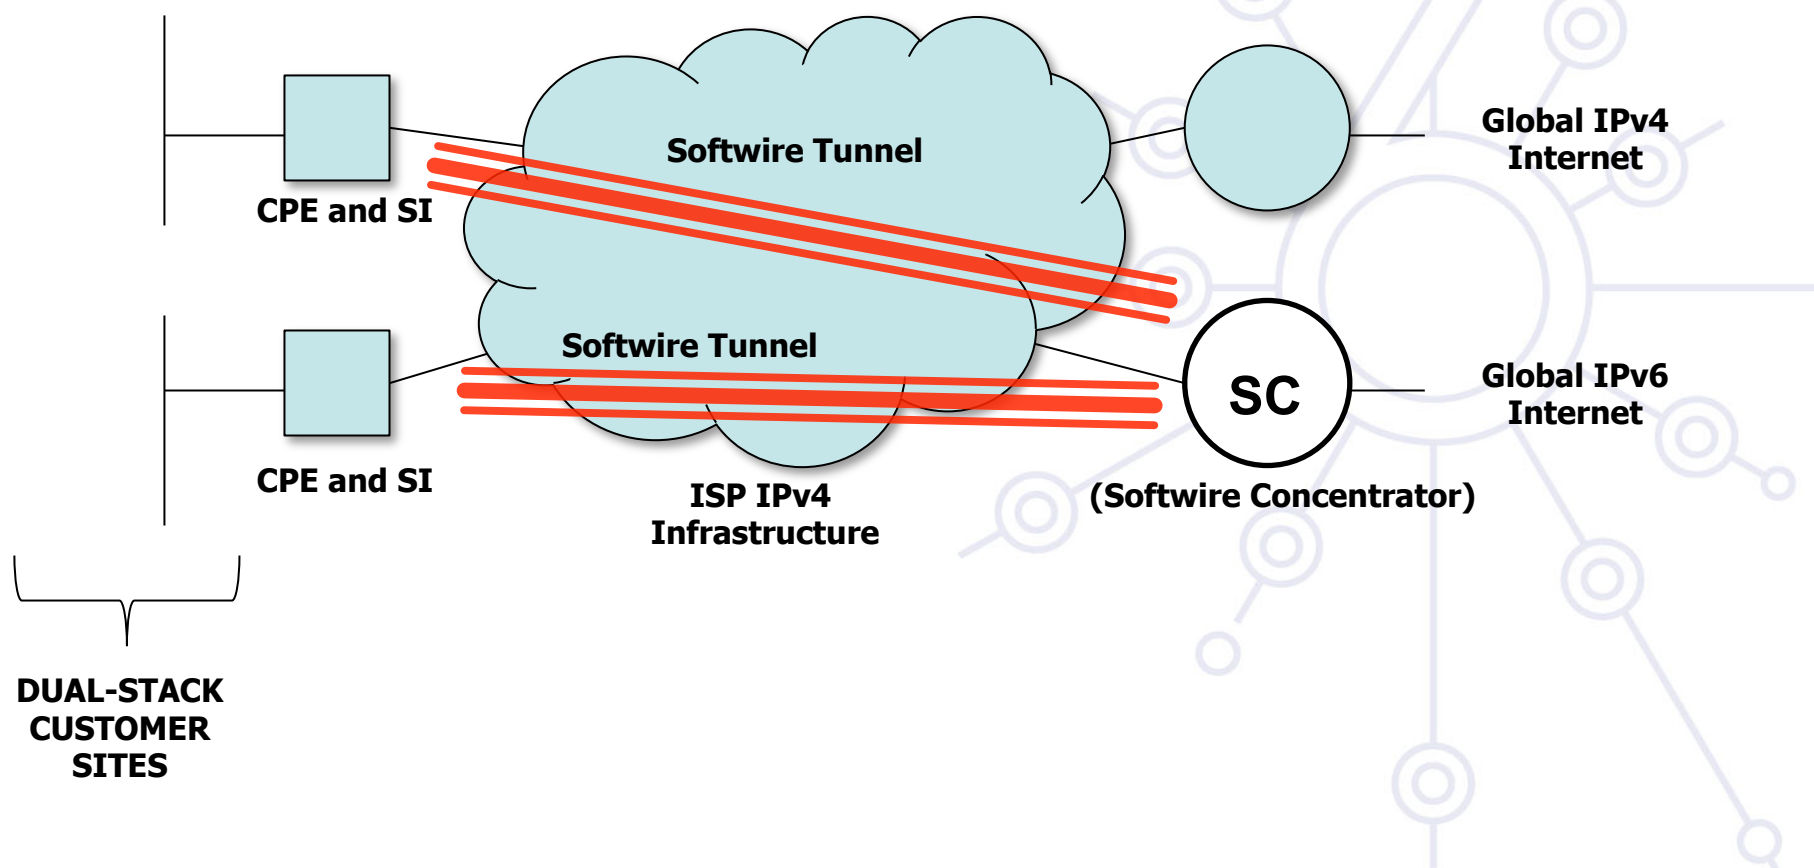 Softwire Tunnel
Global IPv4
Internet
CPE and SI
Softwire Tunnel
SC
Global IPv6
Internet
CPE and SI
ISP IPv4
Infrastructure
(Softwire Concentrator)
DUAL-STACK
CUSTOMER
SITES